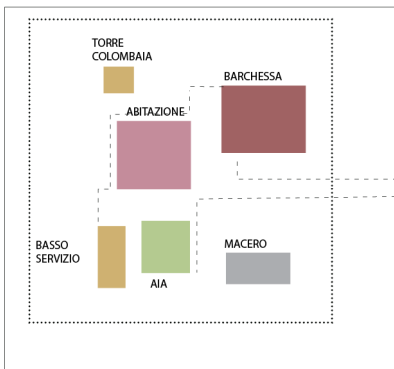 TORRE
COLOMBAIA
BARCHESSA
ABITAZIONE
BASSO
SERVIZIO
MACERO
AIA